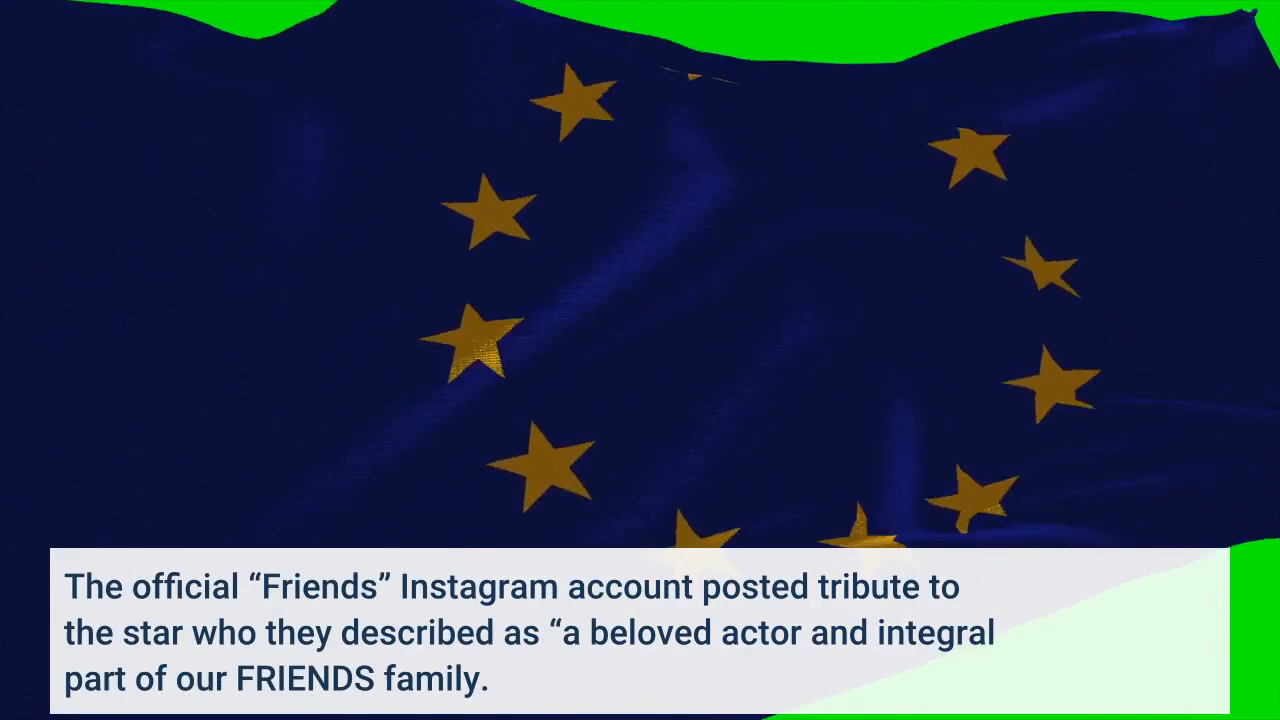 The official “Friends” Instagram account posted tribute to
the star who they described as “a beloved actor and integral
part of our FRIENDS family.